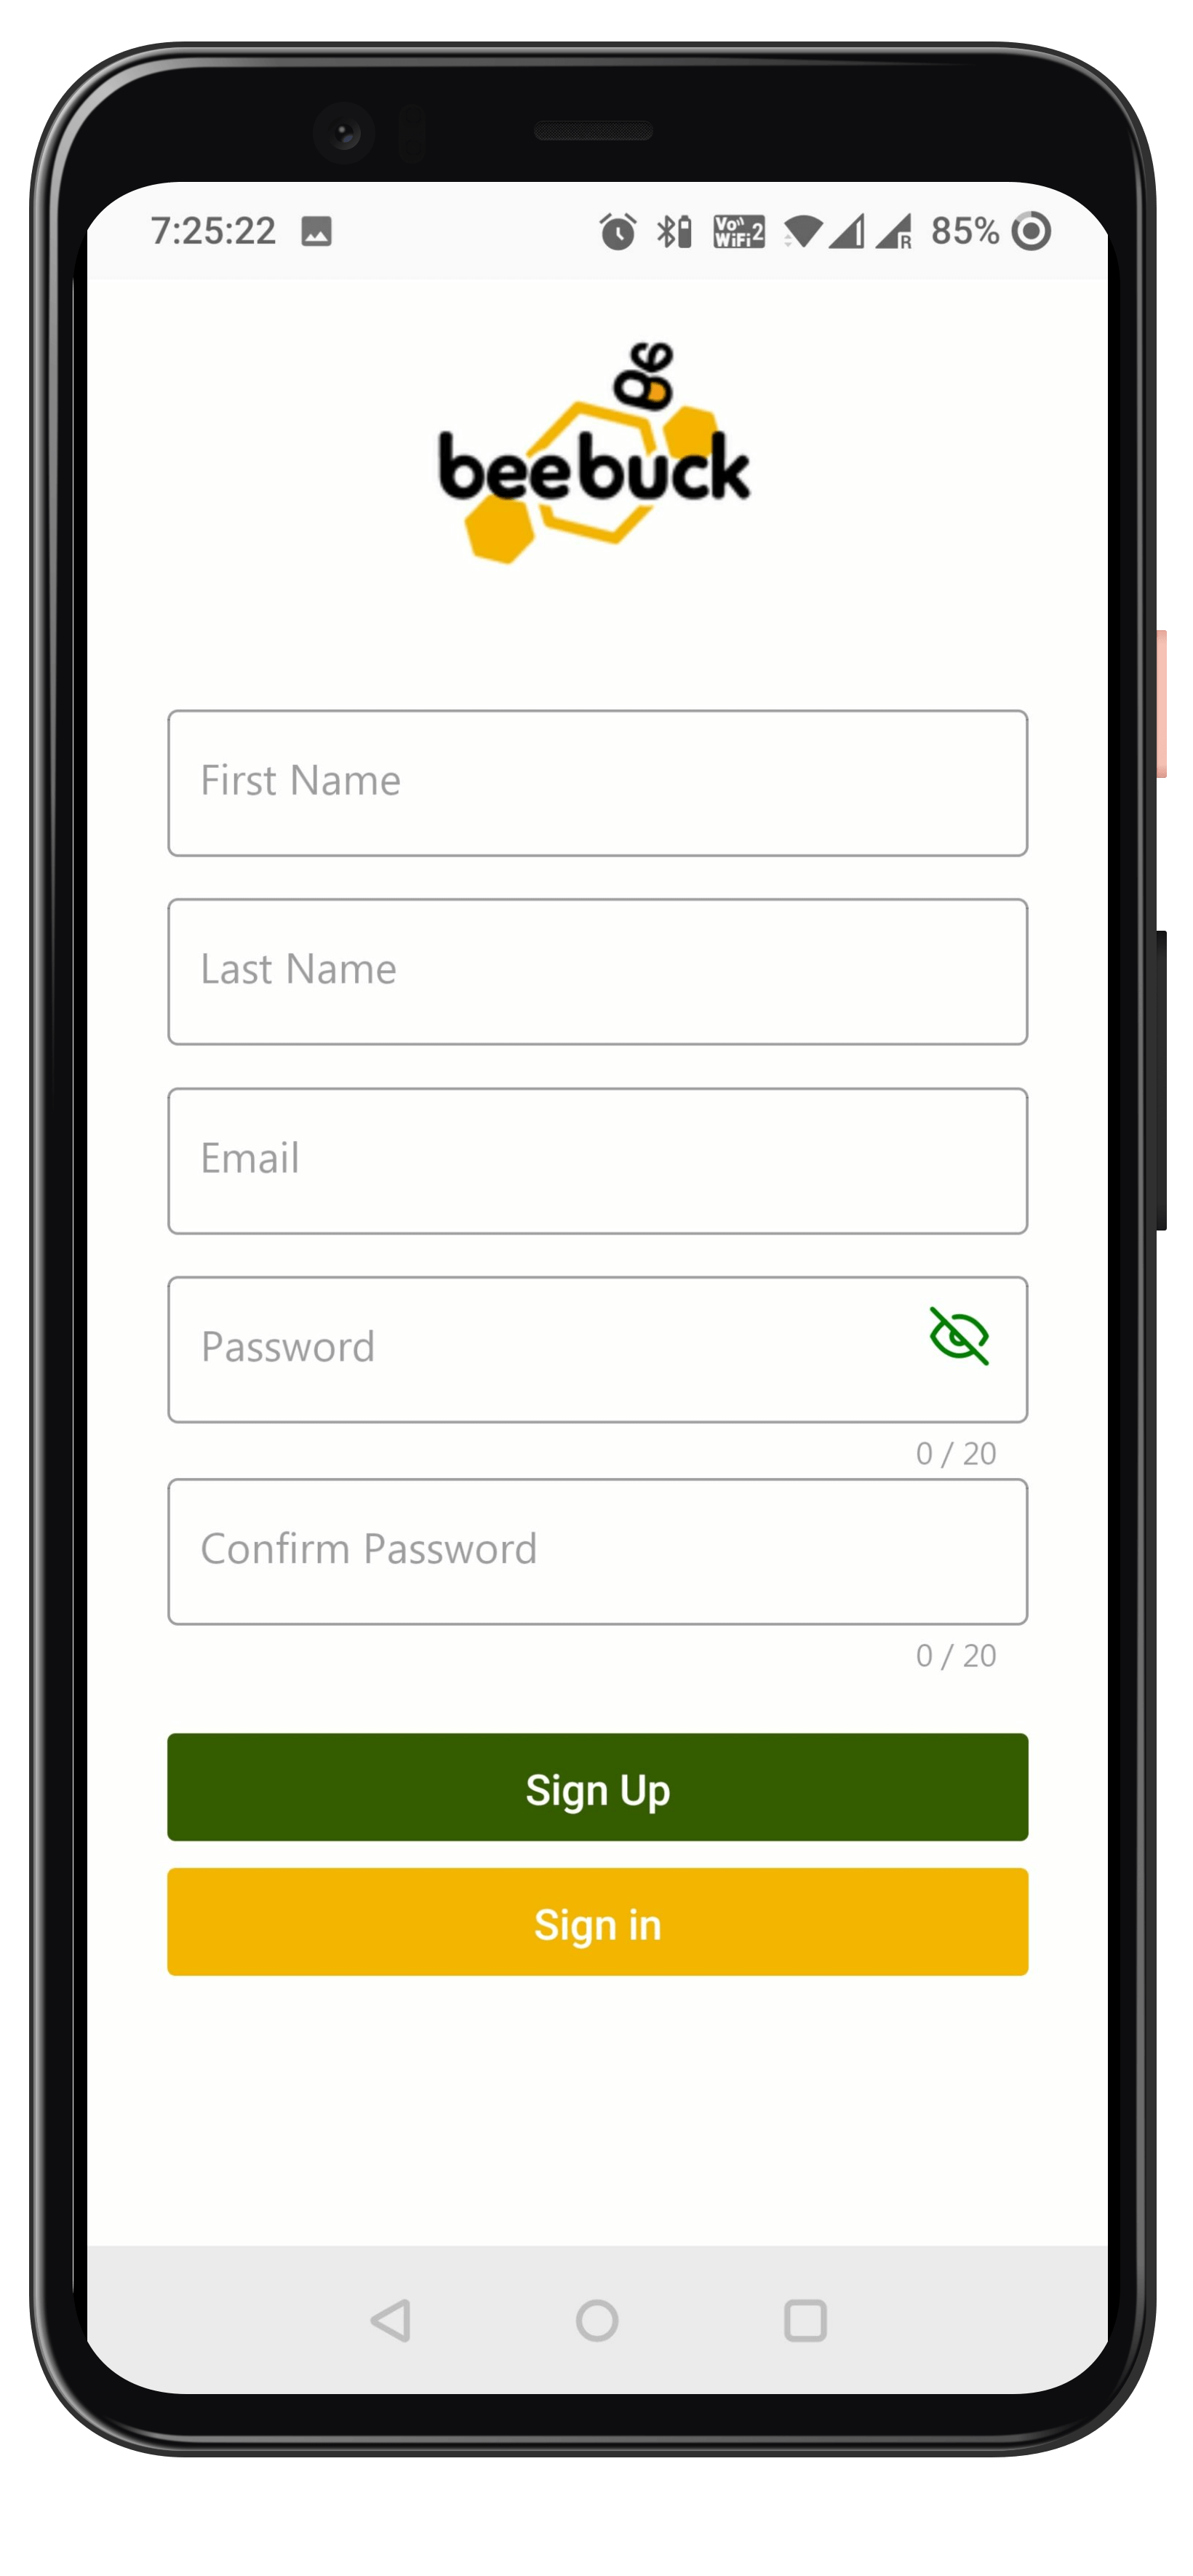 7:25:22 Vo WiFi 2 R 85%
beebuck
First Name
Last Name
Email
Password
0 / 20
Confirm Password
0 / 20
Sign Up
Sign in